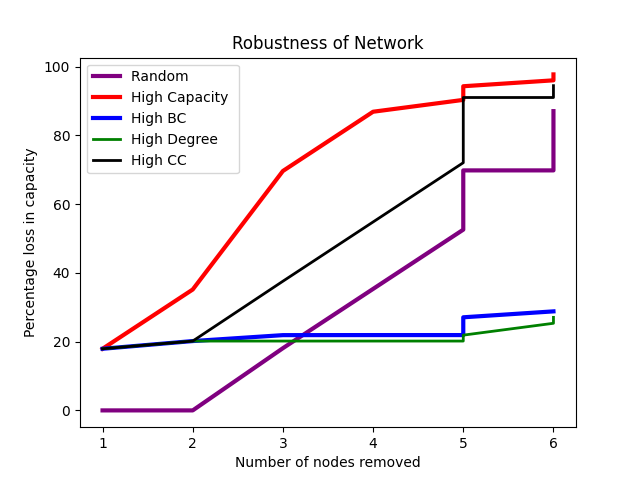 Robustness of Network
Random
High Capacity
High BC
High Degree
High CC
Percentage loss in capacity
100
80
60
40
20
0
1 2 3 4 5 6
Number of nodes removed